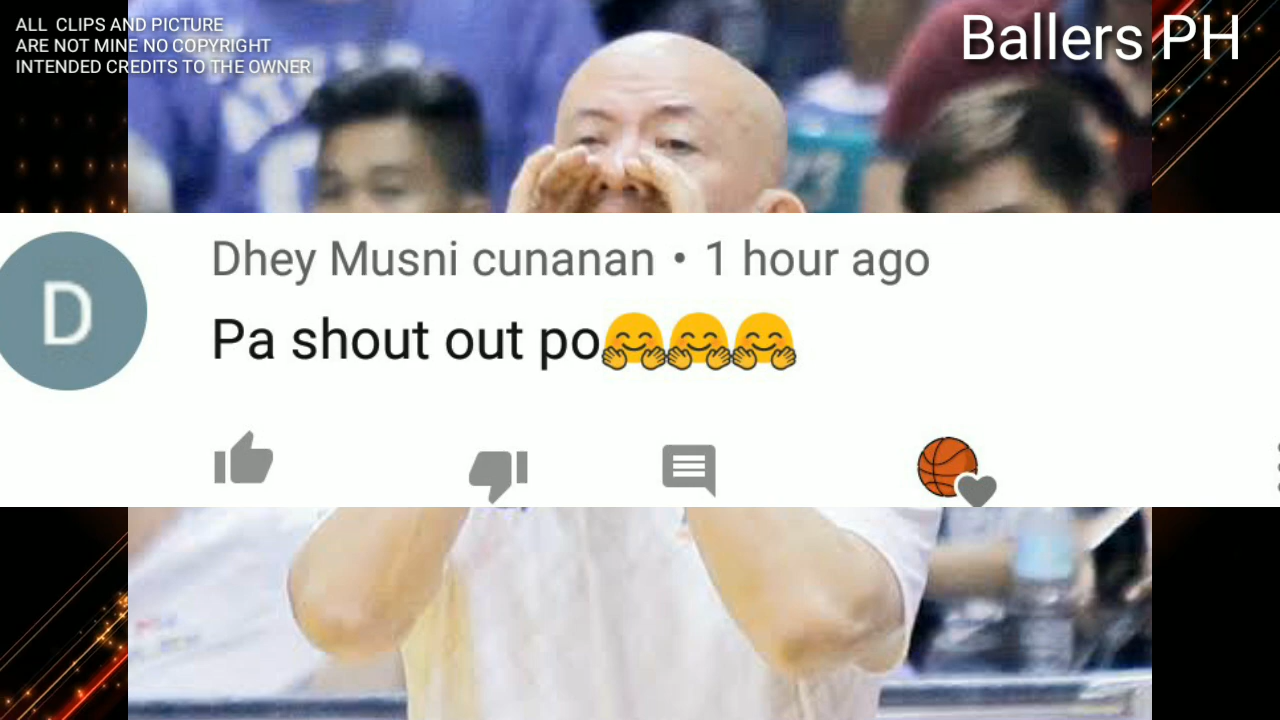 ALL CLIPS AND PICTURE
ARE NOT MINE NO COPYRIGHT
INTENDED CREDITS TO THE OWNER
Ballers PH
Dhey Musni cunanan • 1 hour ago
Pa shout out po🤗🤗🤗
D